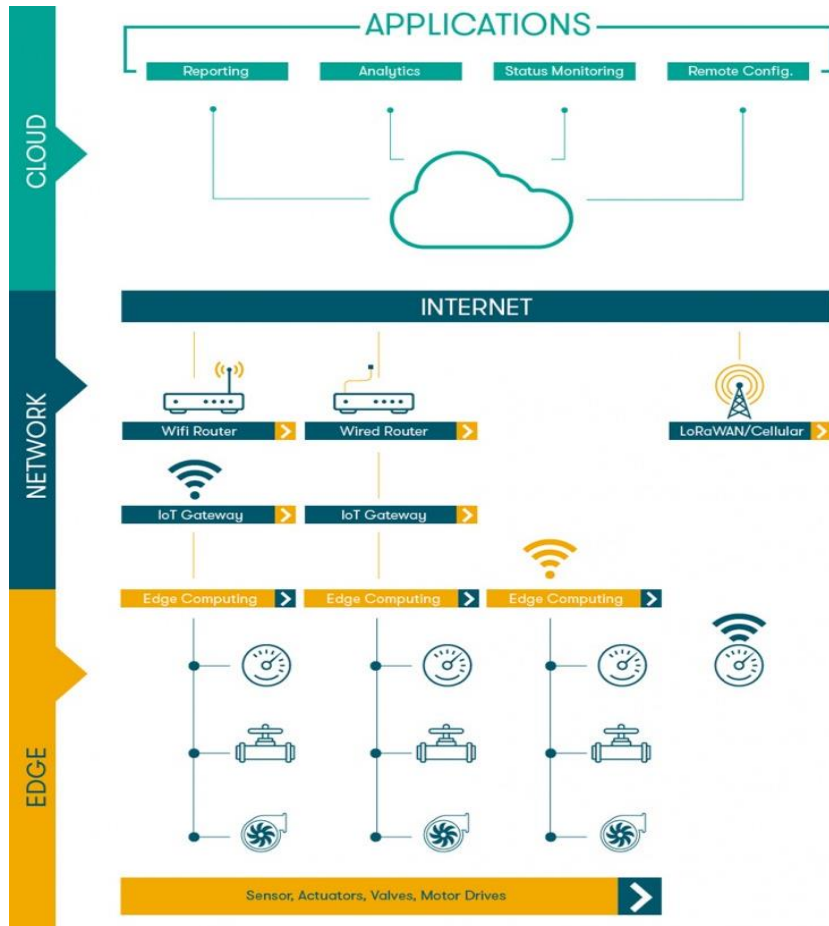 APPLICATIONS
Reporting
Analytics
Status Monitoring
Remote Config.
CLOUD
INTERNET
NETWORK
Wifi Router
Wired Router
LoRaWAN/Cellular
IoT Gateway
IoT Gateway
Edge Computing
Edge Computing
Edge Computing
EDGE
Sensor, Actuators, Valves, Motor Drives